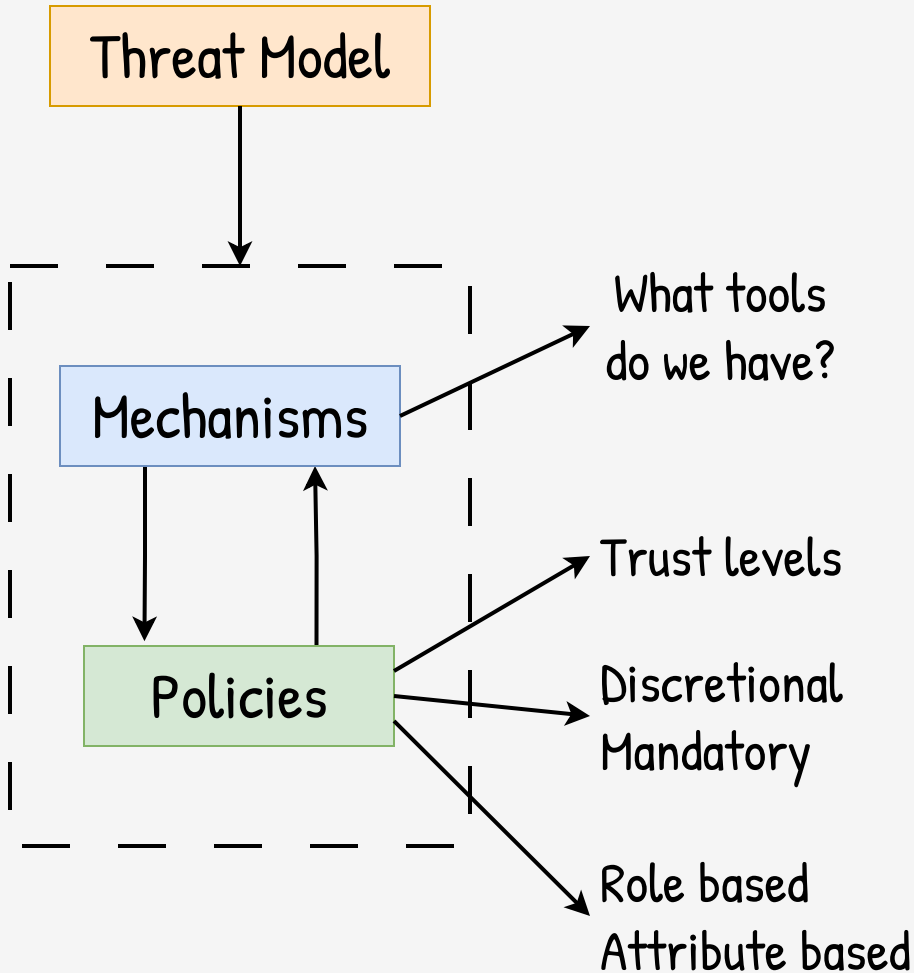 Threat Model
Mechanisms
What tools
do we have?
Policies
Trust levels
Discretional
Mandatory
Role based
Attribute based